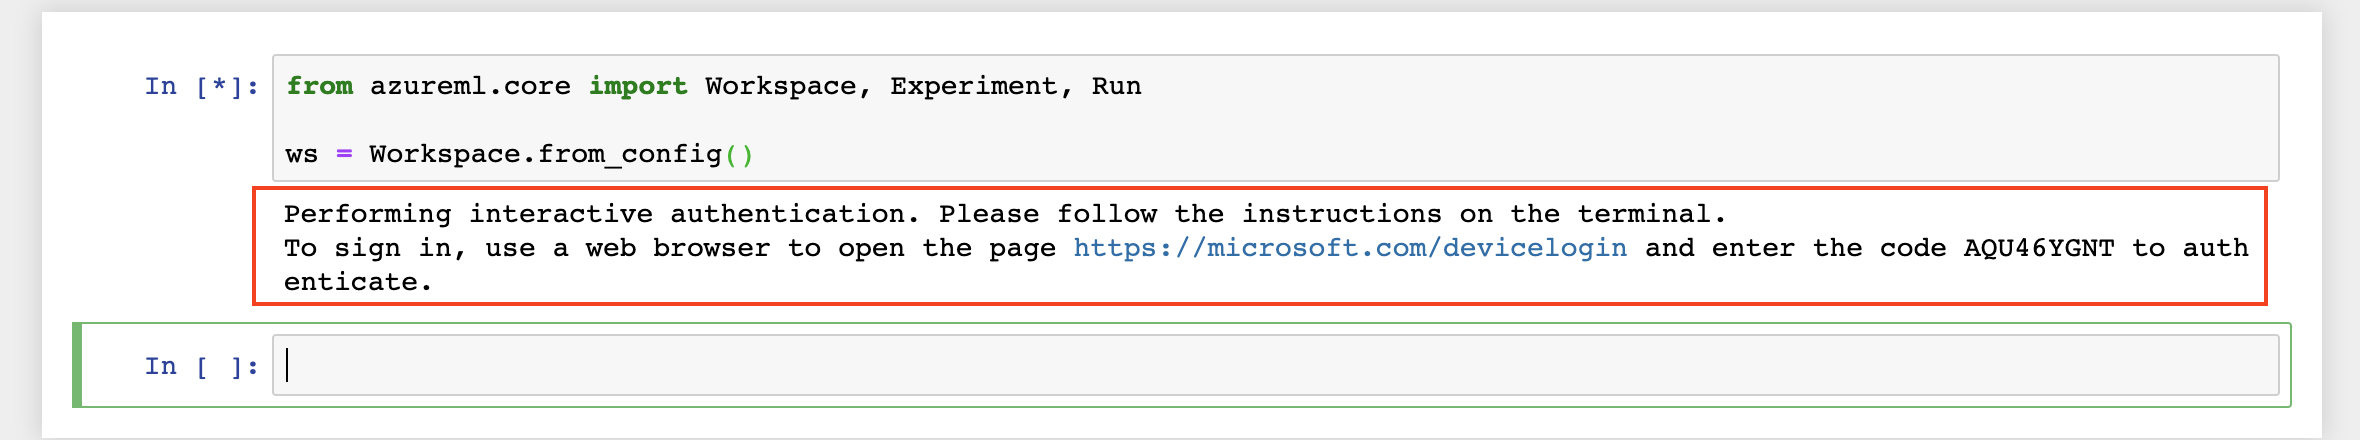 In [*]: from azureml.core import Workspace, Experiment, Run
ws = Workspace.from_config()
Performing interactive authentication. Please follow the instructions on the terminal.
To sign in, use a web browser to open the page https://microsoft.com/devicelogin and enter the code AQU46YGNT to auth
enticate.
In [ ]: